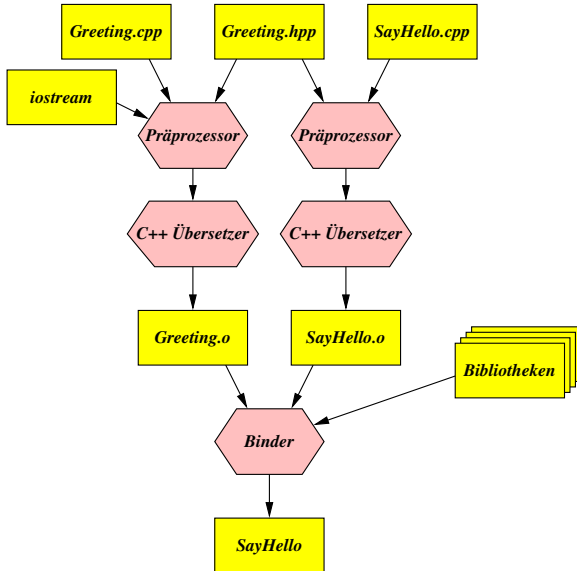 Greeting.cpp
Greeting.hpp
SayHello.cpp
iostream
Präprozessor
Präprozessor
C++ Übersetzer
C++ Übersetzer
Greeting.o
SayHello.o
Bibliotheken
Binder
SayHello